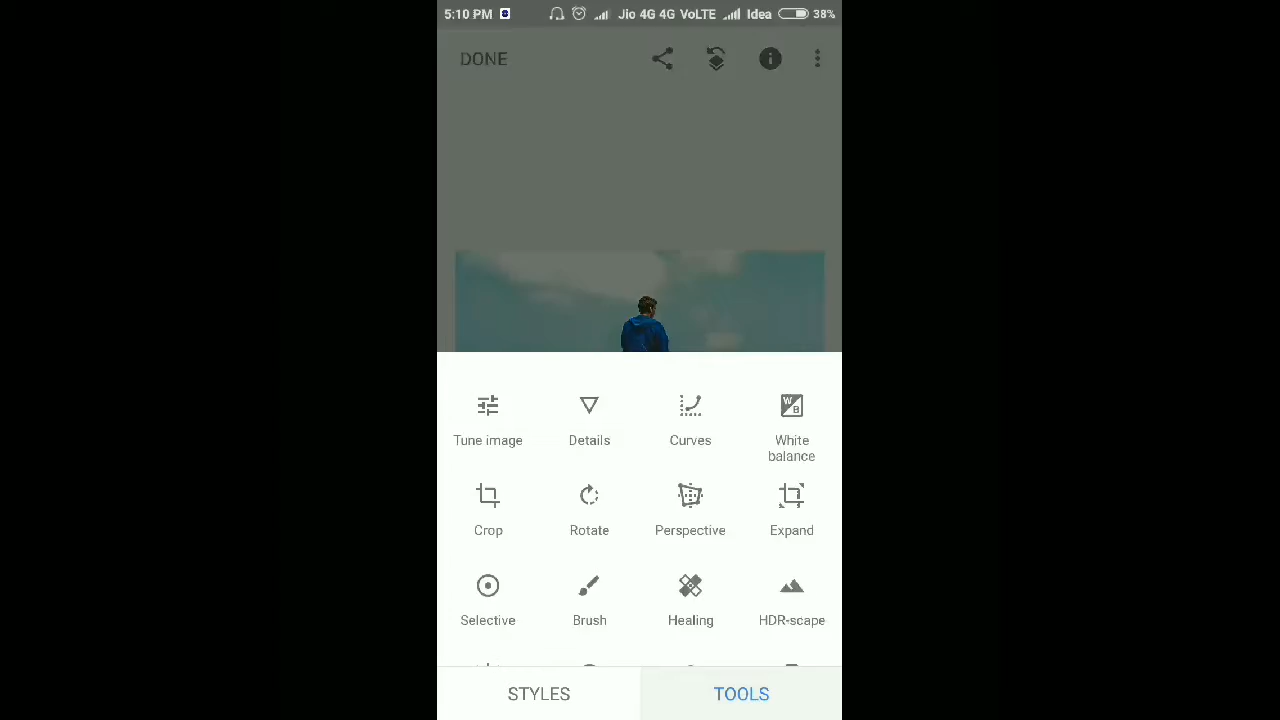 5:10 PM Jio 4G 4G VoLTE Idea 38%
DONE
Tune image Details Curves White balance
Crop Rotate Perspective Expand
Selective Brush Healing HDR-scape
STYLES TOOLS